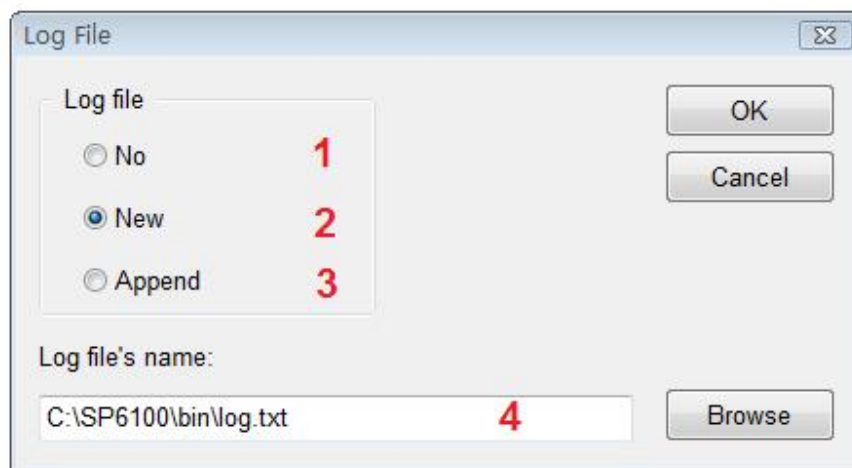 Log File
Log file
No 1
New 2
Append 3
OK
Cancel
Log file's name:
C:\SP6100\bin\log.txt 4
Browse